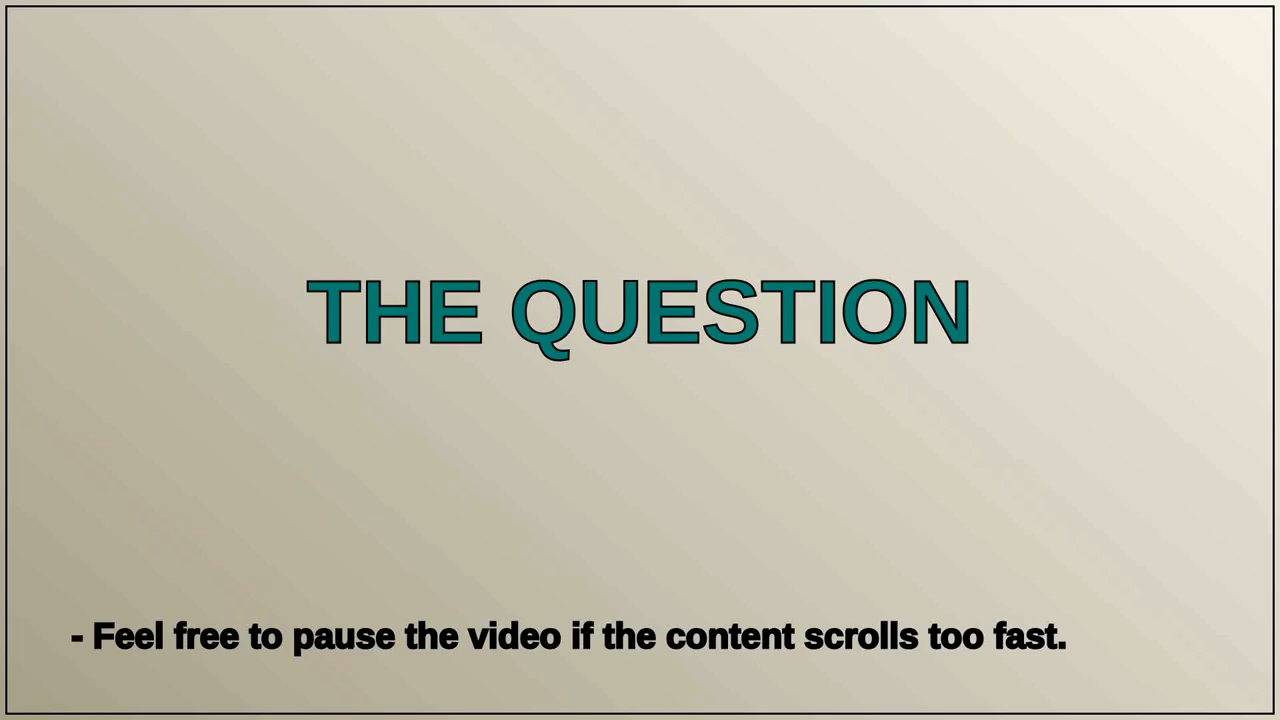 THE QUESTION
- Feel free to pause the video if the content scrolls too fast.